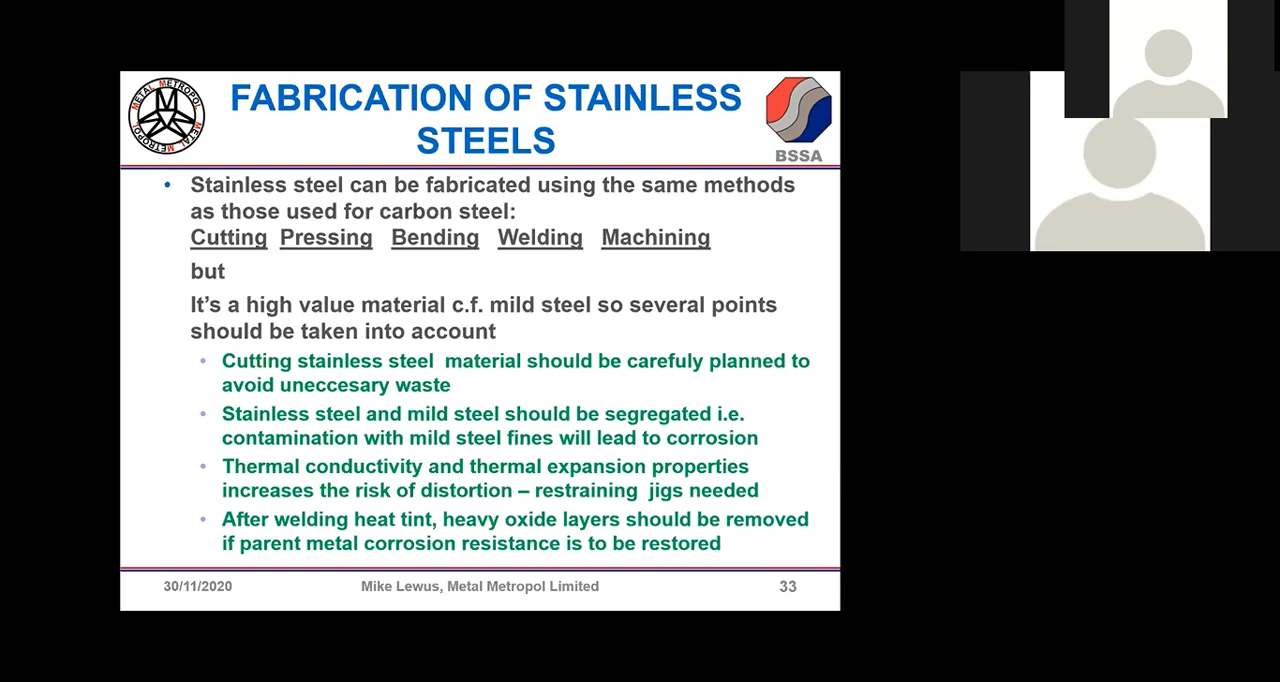 METAL METROPOL METAL METROPOL
FABRICATION OF STAINLESS
STEELS
BSSA
• Stainless steel can be fabricated using the same methods
as those used for carbon steel:
Cutting Pressing Bending Welding Machining
but
It's a high value material c.f. mild steel so several points
should be taken into account
• Cutting stainless steel material should be carefuly planned to
avoid uneccesary waste
• Stainless steel and mild steel should be segregated i.e.
contamination with mild steel fines will lead to corrosion
• Thermal conductivity and thermal expansion properties
increases the risk of distortion – restraining jigs needed
• After welding heat tint, heavy oxide layers should be removed
if parent metal corrosion resistance is to be restored
30/11/2020 Mike Lewus, Metal Metropol Limited 33